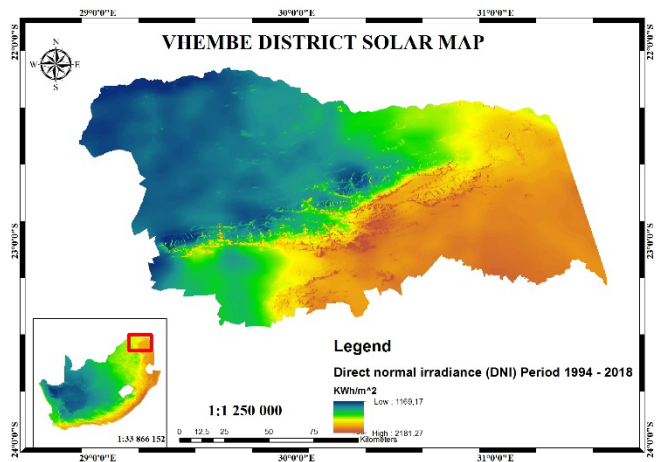 29°0'0"E 30°0'0"E 31°0'0"E
22°0'0"S
VHEMBE DISTRICT SOLAR MAP
22°0'0"S
N
W E
S
23°0'0"S
23°0'0"S
Legend
Direct normal irradiance (DNI) Period 1994 - 2018
KWh/m^2
Low : 1169,17
High : 2181.27
1:1 250 000
0 12,5 25 50 75
Kilometers
1:33 866 152
24°0'0"S
24°0'0"S
29°0'0"E 30°0'0"E 31°0'0"E